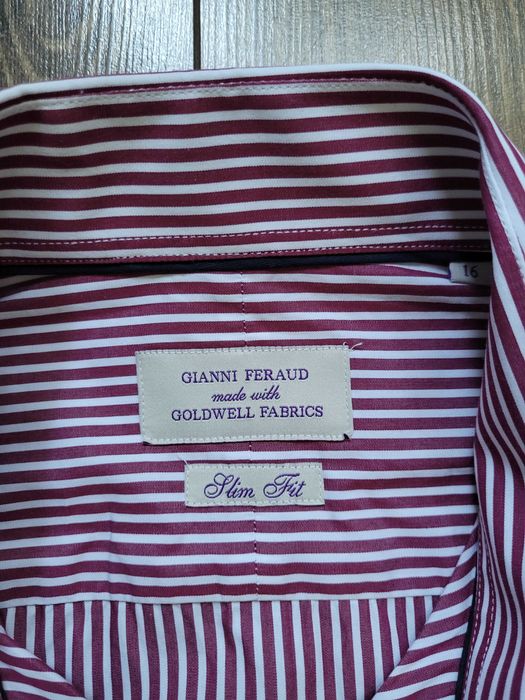 16
GIANNI FERAUD
made with
GOLDWELL FABRICS
Slim Fit